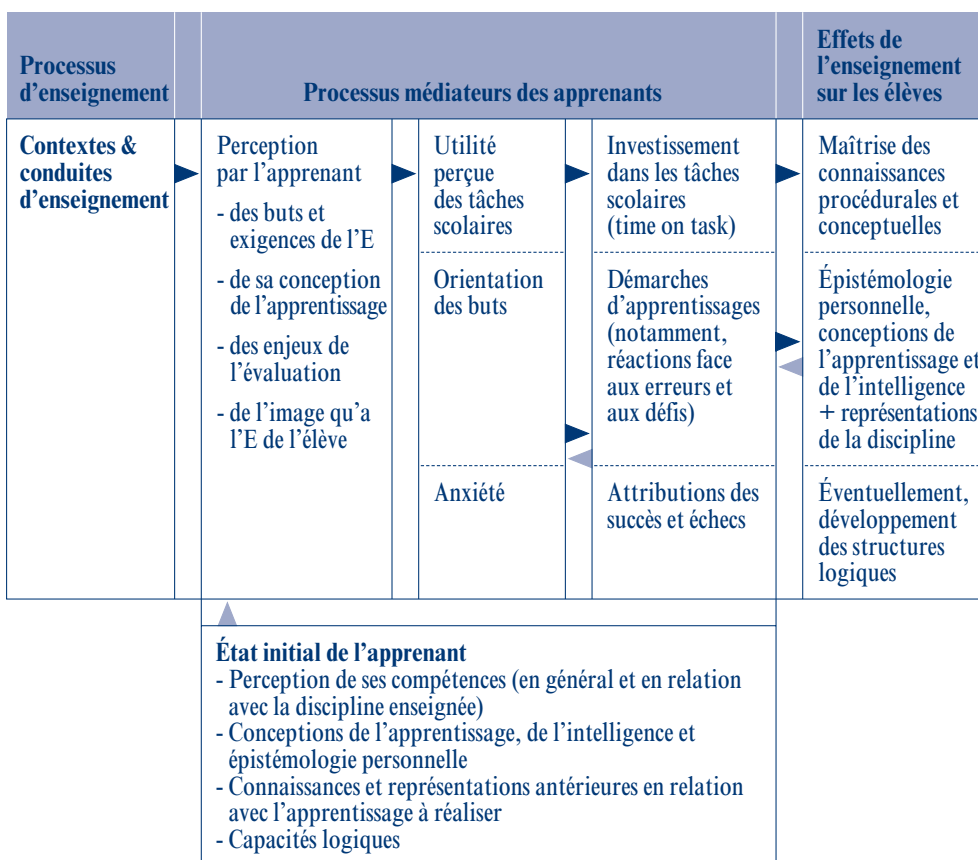 Processus
d'enseignement
Processus médiateurs des apprenants
Effets de
l'enseignement
sur les élèves
Contextes &
conduites
d'enseignement
Perception
par l'apprenant
- des buts et
exigences de l'E
- de sa conception
de l'apprentissage
- des enjeux de
l'évaluation
- de l'image qu'a
l'E de l'élève
Utilité
perçue
des tâches
scolaires
Orientation
des buts
Anxiété
Investissement
dans les tâches
scolaires
(time on task)
Démarches
d'apprentissages
(notamment,
réactions face
aux erreurs et
aux défis)
Attributions des
succès et échecs
Maîtrise des
connaissances
procédurales et
conceptuelles
Épistémologie
personnelle,
conceptions de
l'apprentissage et
de l'intelligence
+ représentations
de la discipline
Éventuellement,
développement
des structures
logiques
État initial de l'apprenant
- Perception de ses compétences (en général et en relation
avec la discipline enseignée)
- Conceptions de l'apprentissage, de l'intelligence et
épistémologie personnelle
- Connaissances et représentations antérieures en relation
avec l'apprentissage à réaliser
- Capacités logiques